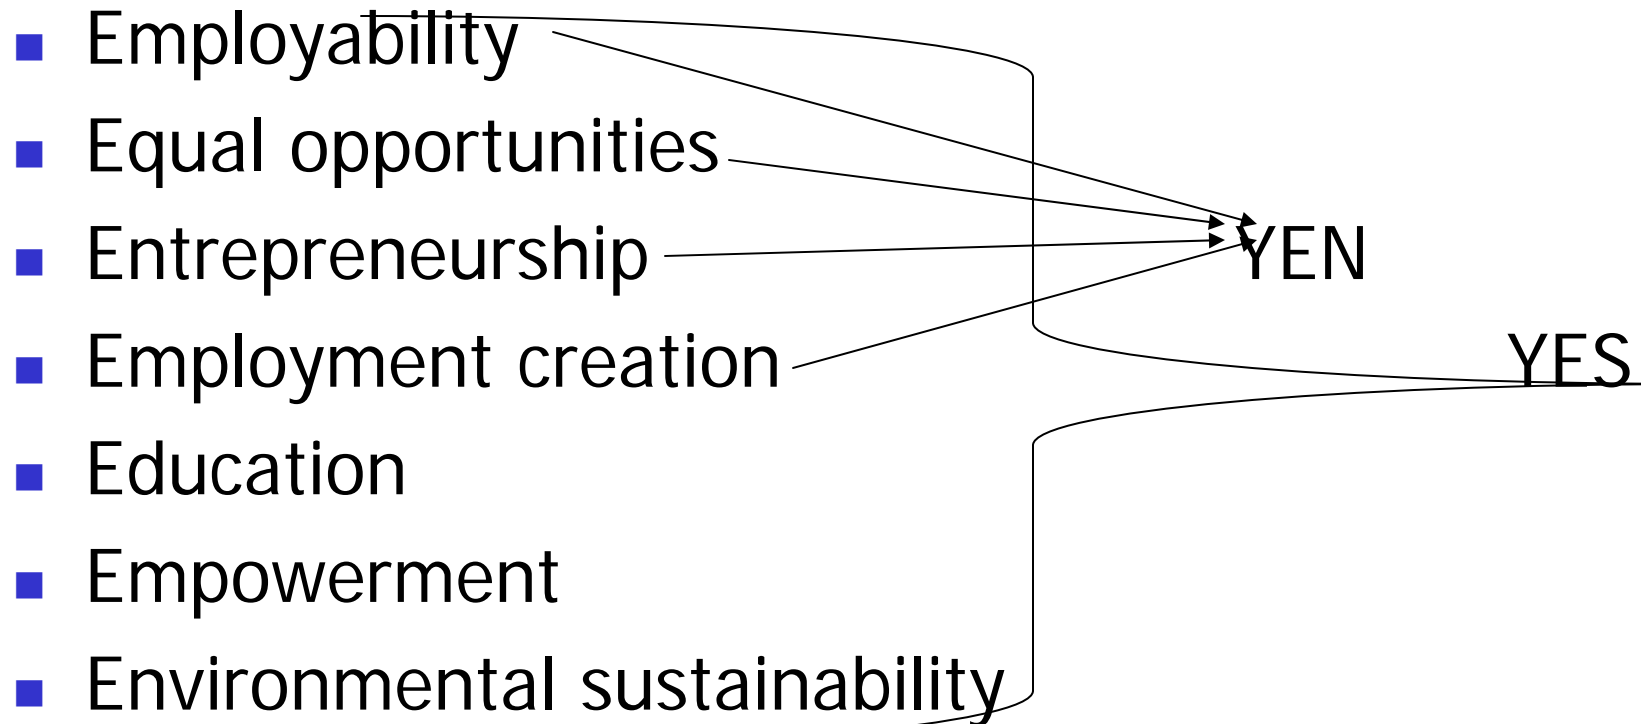 Employability
Equal opportunities
Entrepreneurship
YEN
Employment creation
YES
Education
Empowerment
Environmental sustainability